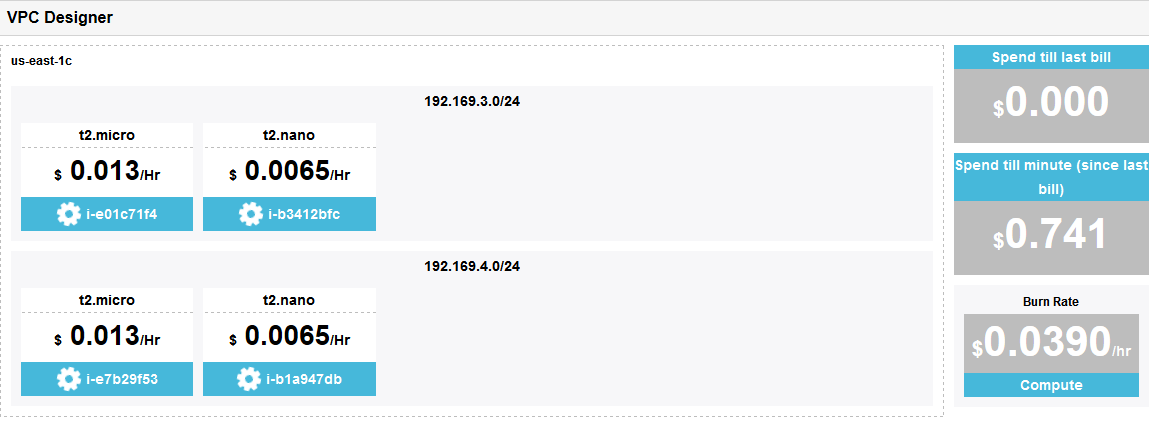 VPC Designer
us-east-1c
192.169.3.0/24
t2.micro
$ 0.013/Hr
i-e01c71f4
t2.nano
$ 0.0065/Hr
i-b3412bfc
192.169.4.0/24
t2.micro
$ 0.013/Hr
i-e7b29f53
t2.nano
$ 0.0065/Hr
i-b1a947db
Spend till last bill
$0.000
Spend till minute (since last
bill)
$0.741
Burn Rate
$0.0390/hr
Compute